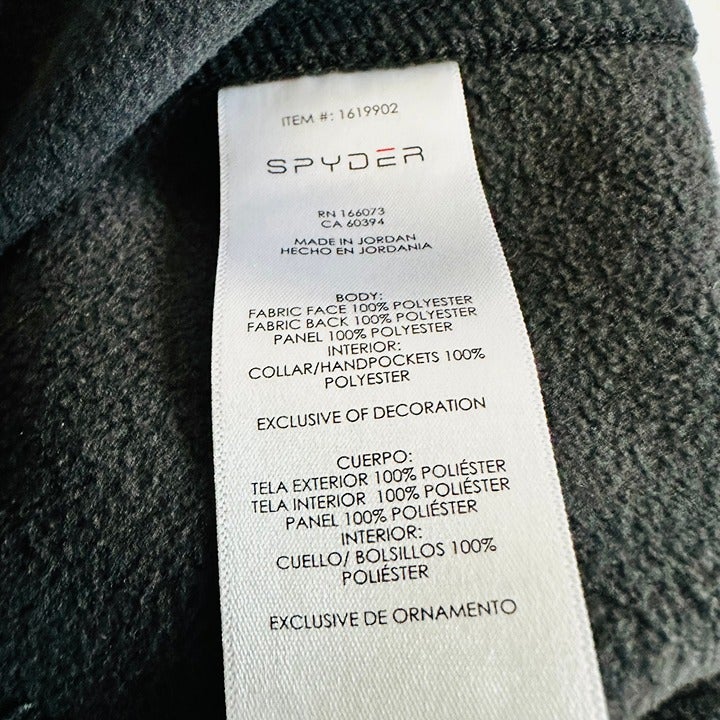 ITEM #: 1619902
SPYDER
RN 166073
CA 60394
MADE IN JORDAN
HECHO EN JORDANIA
BODY:
FABRIC FACE 100% POLYESTER
FABRIC BACK 100% POLYESTER
PANEL 100% POLYESTER
INTERIOR:
COLLAR/HANDPOCKETS 100%
POLYESTER
EXCLUSIVE OF DECORATION
CUERPO:
TELA EXTERIOR 100% POLIÉSTER
TELA INTERIOR 100% POLIÉSTER
PANEL 100% POLIÉSTER
INTERIOR:
CUELLO/ BOLSILLOS 100%
POLIÉSTER
EXCLUSIVE DE ORNAMENTO